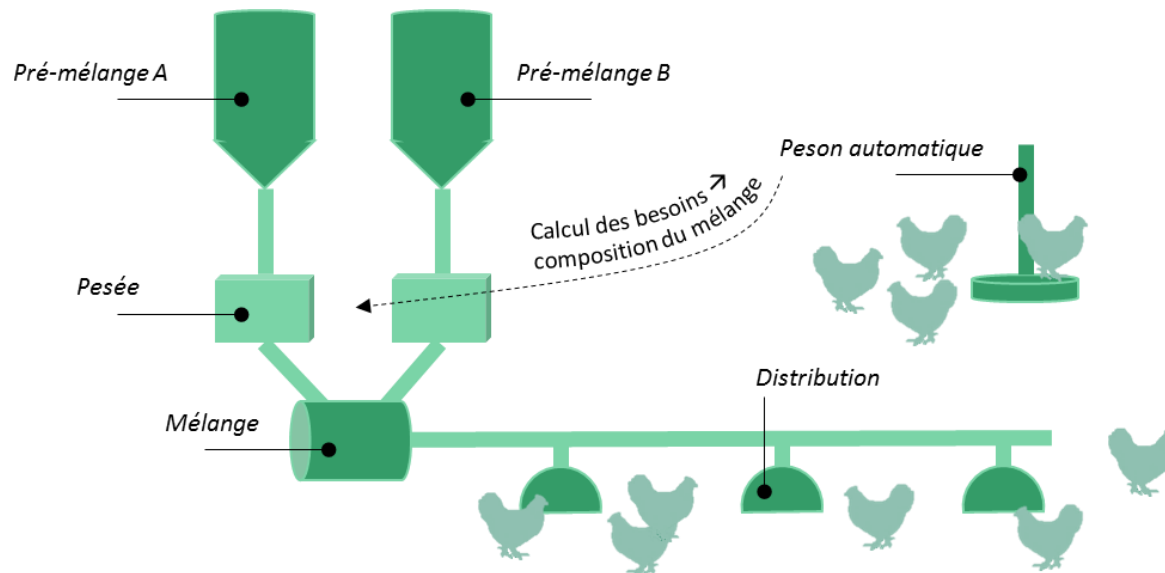 Pré-mélange A
Pré-mélange B
Peson automatique
Calcul des besoins ↗
composition du mélange
Pesée
Distribution
Mélange